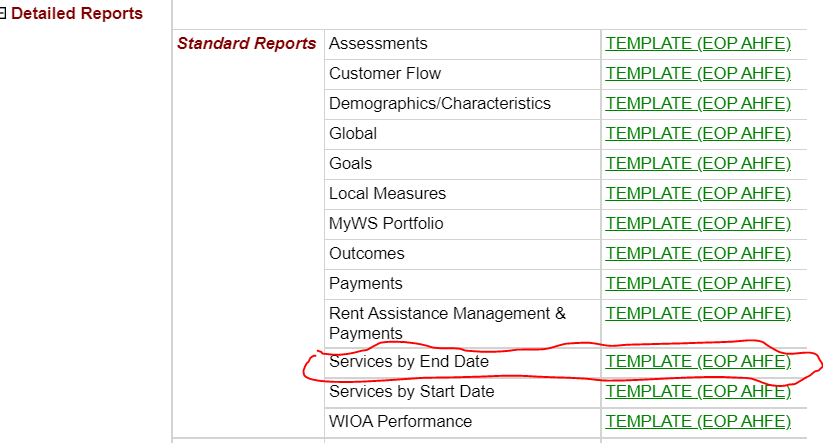 Detailed Reports
Standard Reports Assessments TEMPLATE (EOP AHFE)
Customer Flow TEMPLATE (EOP AHFE)
Demographics/Characteristics TEMPLATE (EOP AHFE)
Global TEMPLATE (EOP AHFE)
Goals TEMPLATE (EOP AHFE)
Local Measures TEMPLATE (EOP AHFE)
MyWS Portfolio TEMPLATE (EOP AHFE)
Outcomes TEMPLATE (EOP AHFE)
Payments TEMPLATE (EOP AHFE)
Rent Assistance Management & TEMPLATE (EOP AHFE)
Payments
Services by End Date TEMPLATE (EOP AHFE)
Services by Start Date TEMPLATE (EOP AHFE)
WIOA Performance TEMPLATE (EOP AHFE)